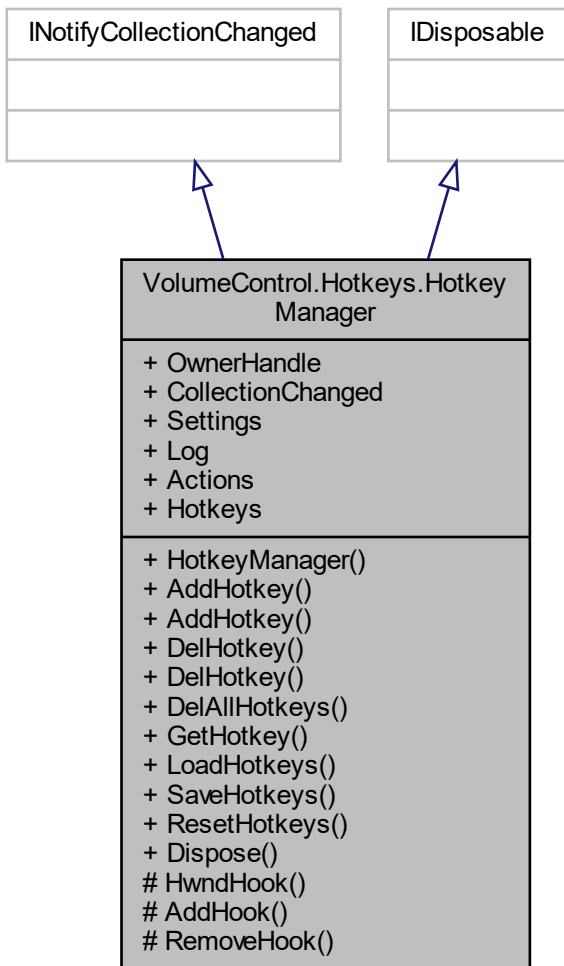 INotifyCollectionChanged
IDisposable
VolumeControl.Hotkeys.Hotkey
Manager
+ OwnerHandle
+ CollectionChanged
+ Settings
+ Log
+ Actions
+ Hotkeys
+ HotkeyManager()
+ AddHotkey()
+ AddHotkey()
+ DelHotkey()
+ DelHotkey()
+ DelAllHotkeys()
+ GetHotkey()
+ LoadHotkeys()
+ SaveHotkeys()
+ ResetHotkeys()
+ Dispose()
# HwndHook()
# AddHook()
# RemoveHook()